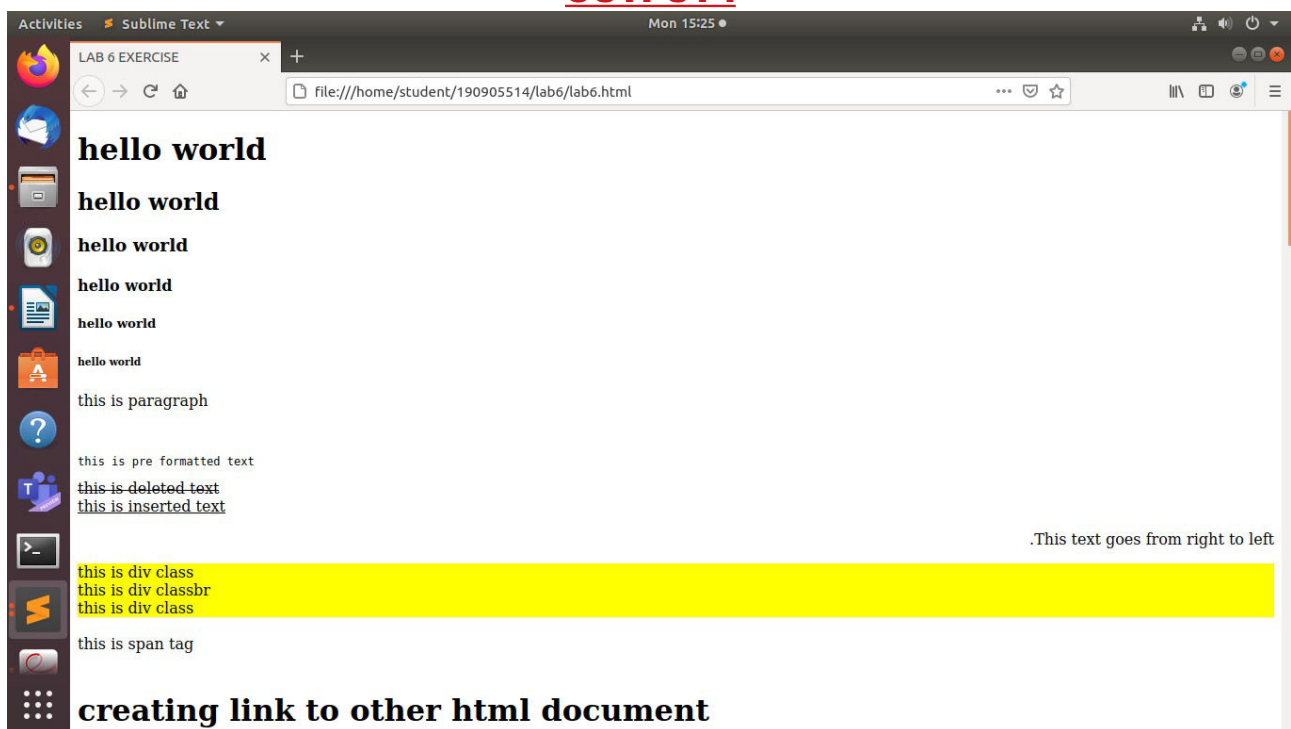 Activities Sublime Text Mon 15:25
LAB 6 EXERCISE
file:///home/student/190905514/lab6/lab6.html
hello world
hello world
hello world
hello world
hello world
hello world
this is paragraph
this is pre formatted text
this is deleted text
this is inserted text
.This text goes from right to left
this is div class
this is div classbr
this is div class
this is span tag
creating link to other html document